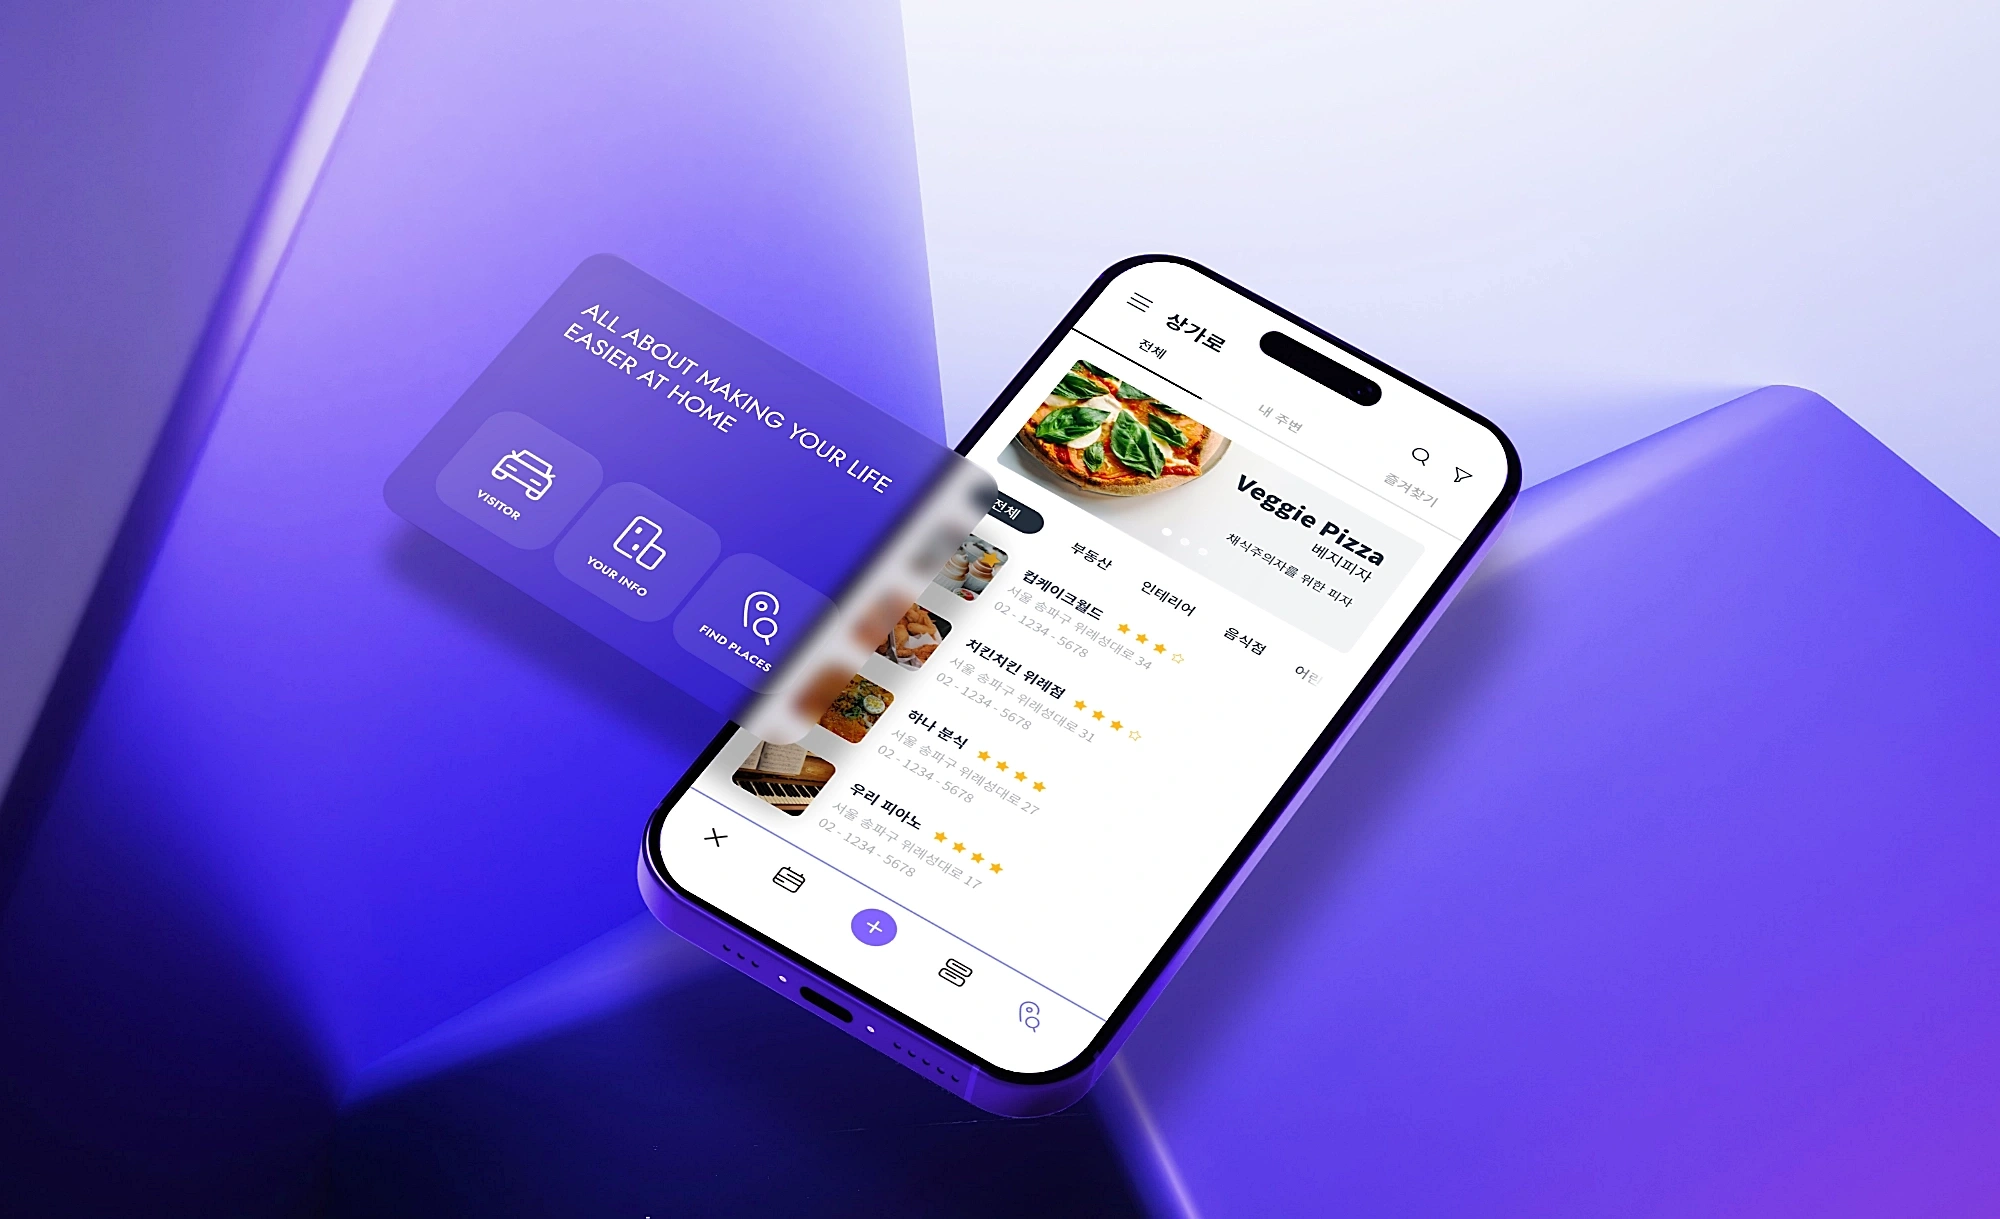 ALL ABOUT MAKING YOUR LIFE
EASIER AT HOME
VISITOR
YOUR INFO
FIND PLACES
상가로
전체
내 주변
즐겨찾기
Veggie Pizza
베지피자
채식주의자를 위한 피자
전체
부동산
인테리어
음식점
어린
컵케이크월드
서울 송파구 위례성대로 34
02 - 1234 - 5678
치킨치킨 위례점
서울 송파구 위례성대로 31
02 - 1234 - 5678
하나 분식
서울 송파구 위례성대로 27
02 - 1234 - 5678
우리 피아노
서울 송파구 위례성대로 17
02 - 1234 - 5678